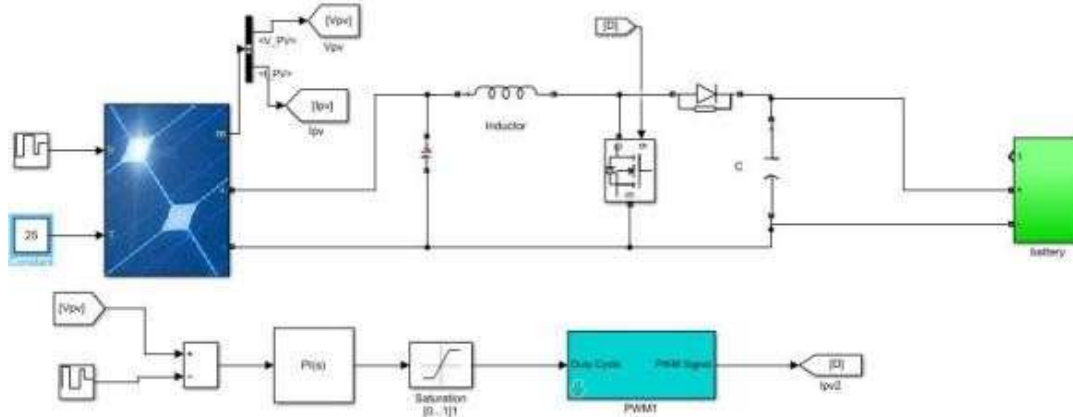 [Vpv]
<V_PV>
Vpv
[D]
<I_PV>
[Ipv]
Ipv
m
Inductor
C
25
Constant
battery
[Vpv]
+
−
PI(s)
Saturation
[0...1]1
Duty Cycle
PWM Signal
PWM1
[D]
Ipv2